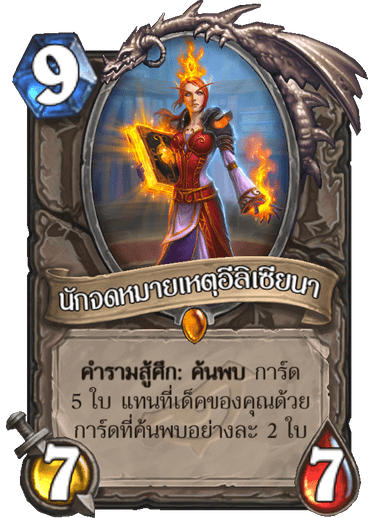 9
นักจดหมายเหตุอีลิเซียนา
คำรามสู้ศึก: ค้นพบ การ์ด
5 ใบ แทนที่เด็คของคุณด้วย
การ์ดที่ค้นพบอย่างละ 2 ใบ
7
7